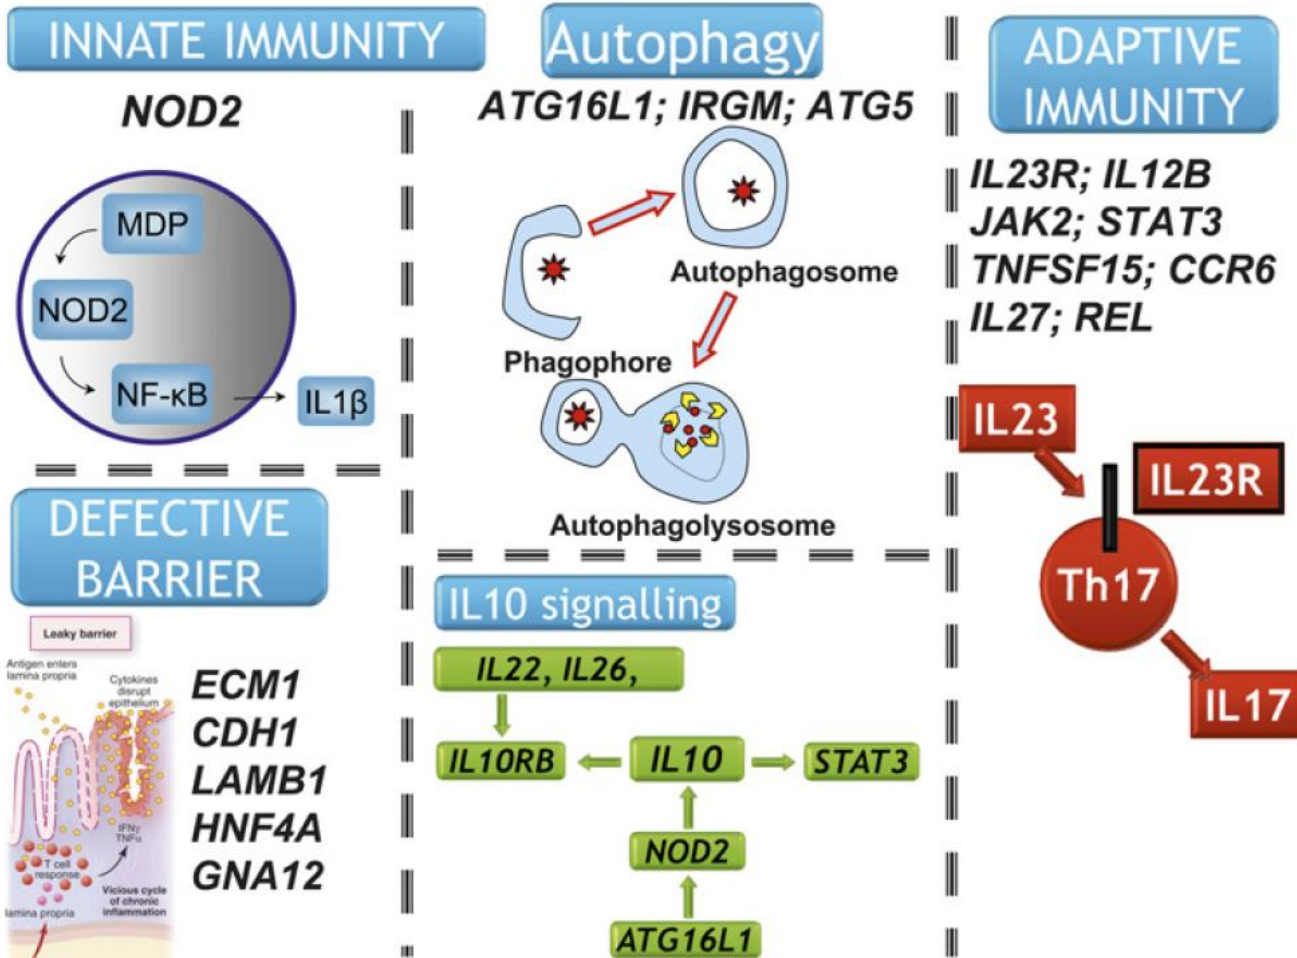 INNATE IMMUNITY
NOD2
MDP
NOD2
NF-κB
IL1β
DEFECTIVE
BARRIER
Leaky barrier
Antigen enters
lamina propria
Cytokines
disrupt
epithelium
IFNγ
TNFα
T cell
response
Vicious cycle
of chronic
inflammation
lamina propria
ECM1
CDH1
LAMB1
HNF4A
GNA12
Autophagy
ATG16L1; IRGM; ATG5
Autophagosome
Phagophore
Autophagolysosome
IL10 signalling
IL22, IL26,
IL10RB
IL10
STAT3
NOD2
ATG16L1
ADAPTIVE
IMMUNITY
IL23R; IL12B
JAK2; STAT3
TNFSF15; CCR6
IL27; REL
IL23
IL23R
Th17
IL17